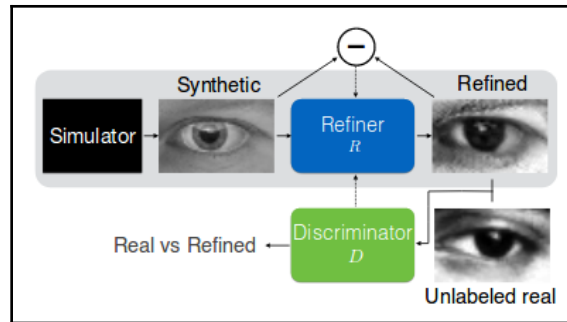 −
Synthetic
Refined
Simulator
Refiner
R
Discriminator
D
Real vs Refined
Unlabeled real